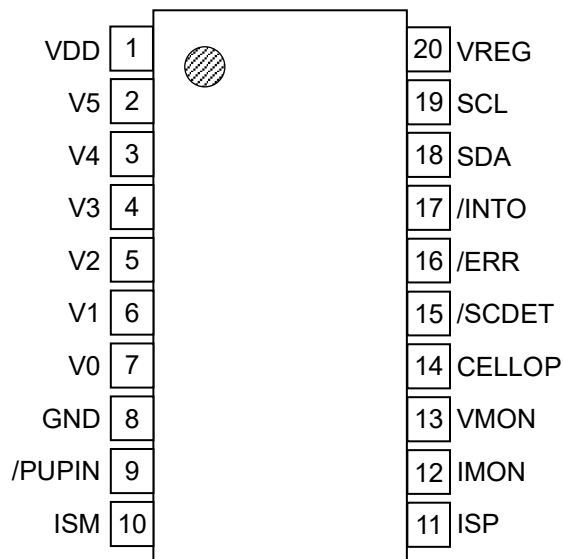 VDD 1 20 VREG
V5 2 19 SCL
V4 3 18 SDA
V3 4 17 /INTO
V2 5 16 /ERR
V1 6 15 /SCDET
V0 7 14 CELLOP
GND 8 13 VMON
/PUPIN 9 12 IMON
ISM 10 11 ISP